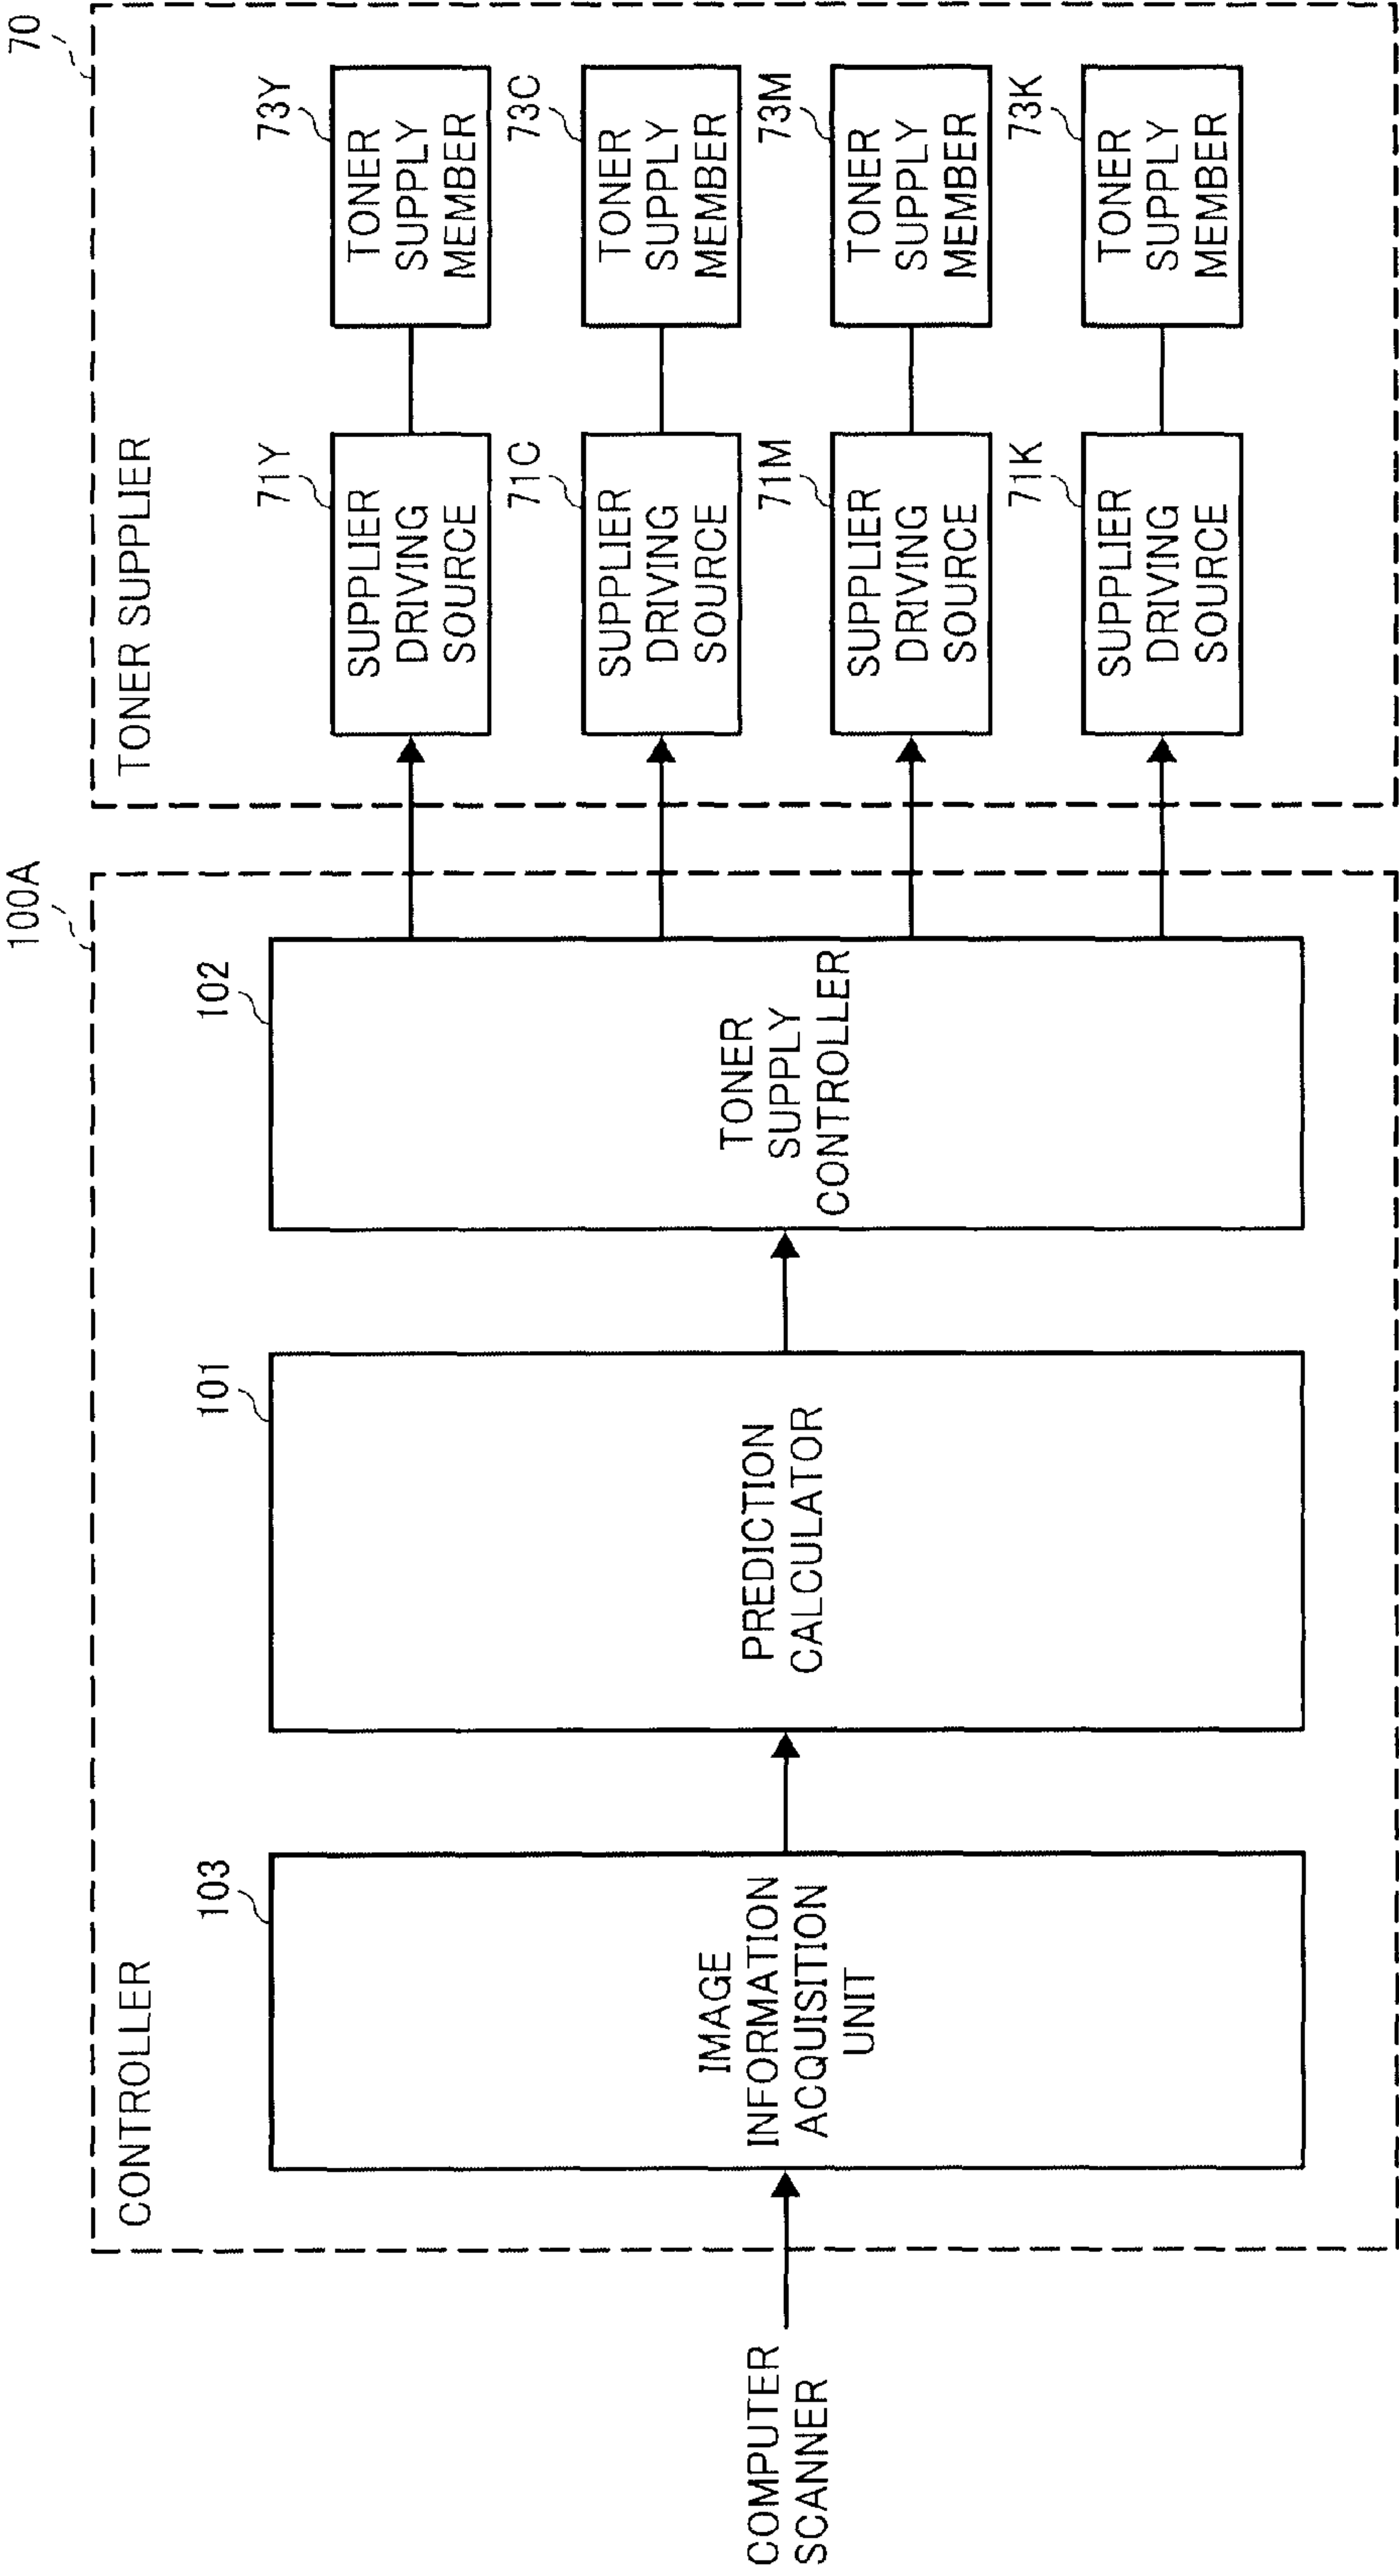 100A
70
CONTROLLER
COMPUTER
SCANNER
103
IMAGE
INFORMATION
ACQUISITION
UNIT
101
PREDICTION
CALCULATOR
102
TONER
SUPPLY
CONTROLLER
TONER SUPPLIER
71Y
SUPPLIER
DRIVING
SOURCE
73Y
TONER
SUPPLY
MEMBER
71C
SUPPLIER
DRIVING
SOURCE
73C
TONER
SUPPLY
MEMBER
71M
SUPPLIER
DRIVING
SOURCE
73M
TONER
SUPPLY
MEMBER
71K
SUPPLIER
DRIVING
SOURCE
73K
TONER
SUPPLY
MEMBER